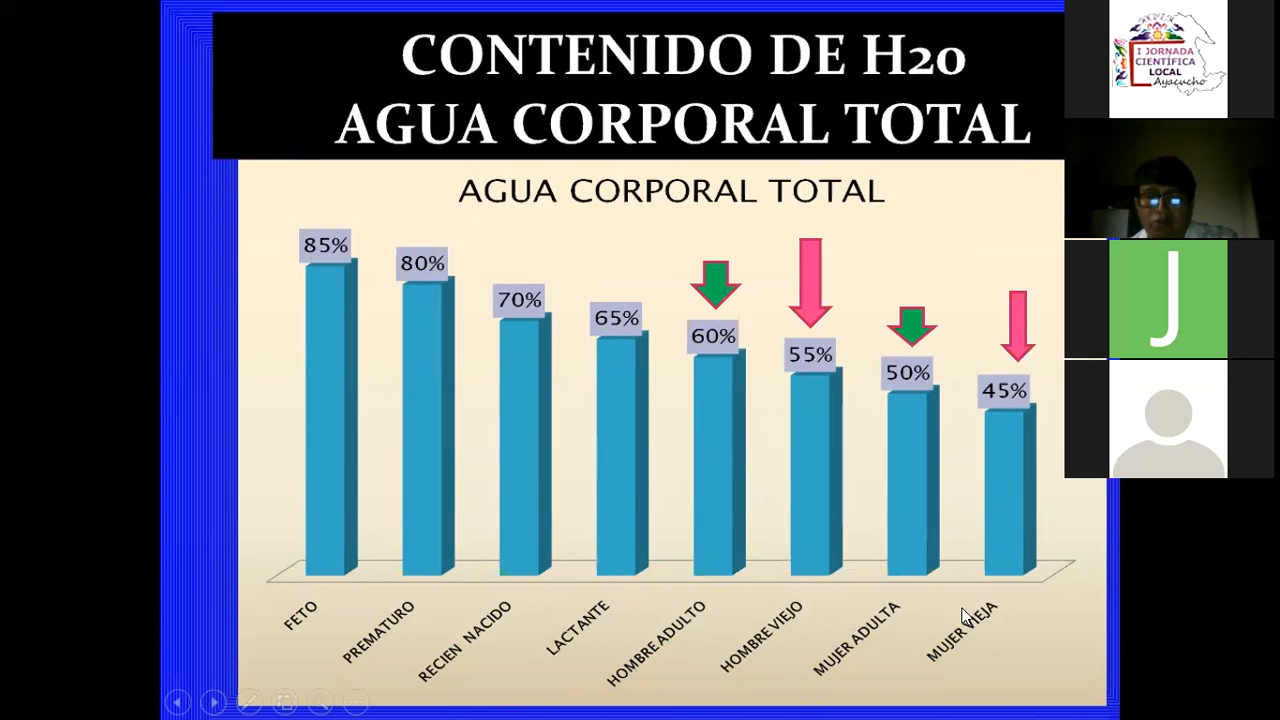 CONTENIDO DE H20
AGUA CORPORAL TOTAL
AGUA CORPORAL TOTAL
85%
80%
70%
65%
60%
55%
50%
45%
FETO
PREMATURO
RECIEN NACIDO
LACTANTE
HOMBRE ADULTO
HOMBRE VIEJO
MUJER ADULTA
MUJER VIEJA
I JORNADA
CIENTÍFICA
LOCAL
Ayacucho
J